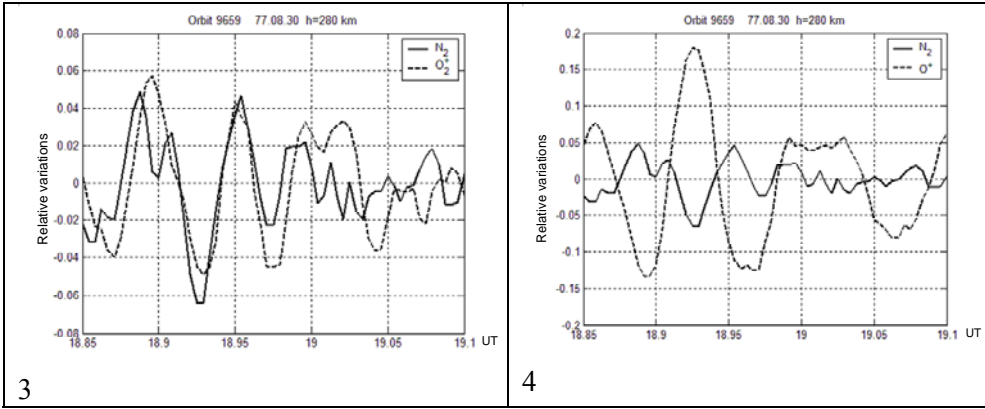 Orbit 9659 77.08.30 h=280 km
0.08
0.06
0.04
0.02
0
-0.02
-0.04
-0.06
-0.08
Relative variations
N2
O2+
18.85 18.9 18.95 19 19.05 19.1 UT
3
Orbit 9659 77.08.30 h=280 km
0.2
0.15
0.1
0.05
0
-0.05
-0.1
-0.15
-0.2
Relative variations
N2
O+
18.85 18.9 18.95 19 19.05 19.1 UT
4